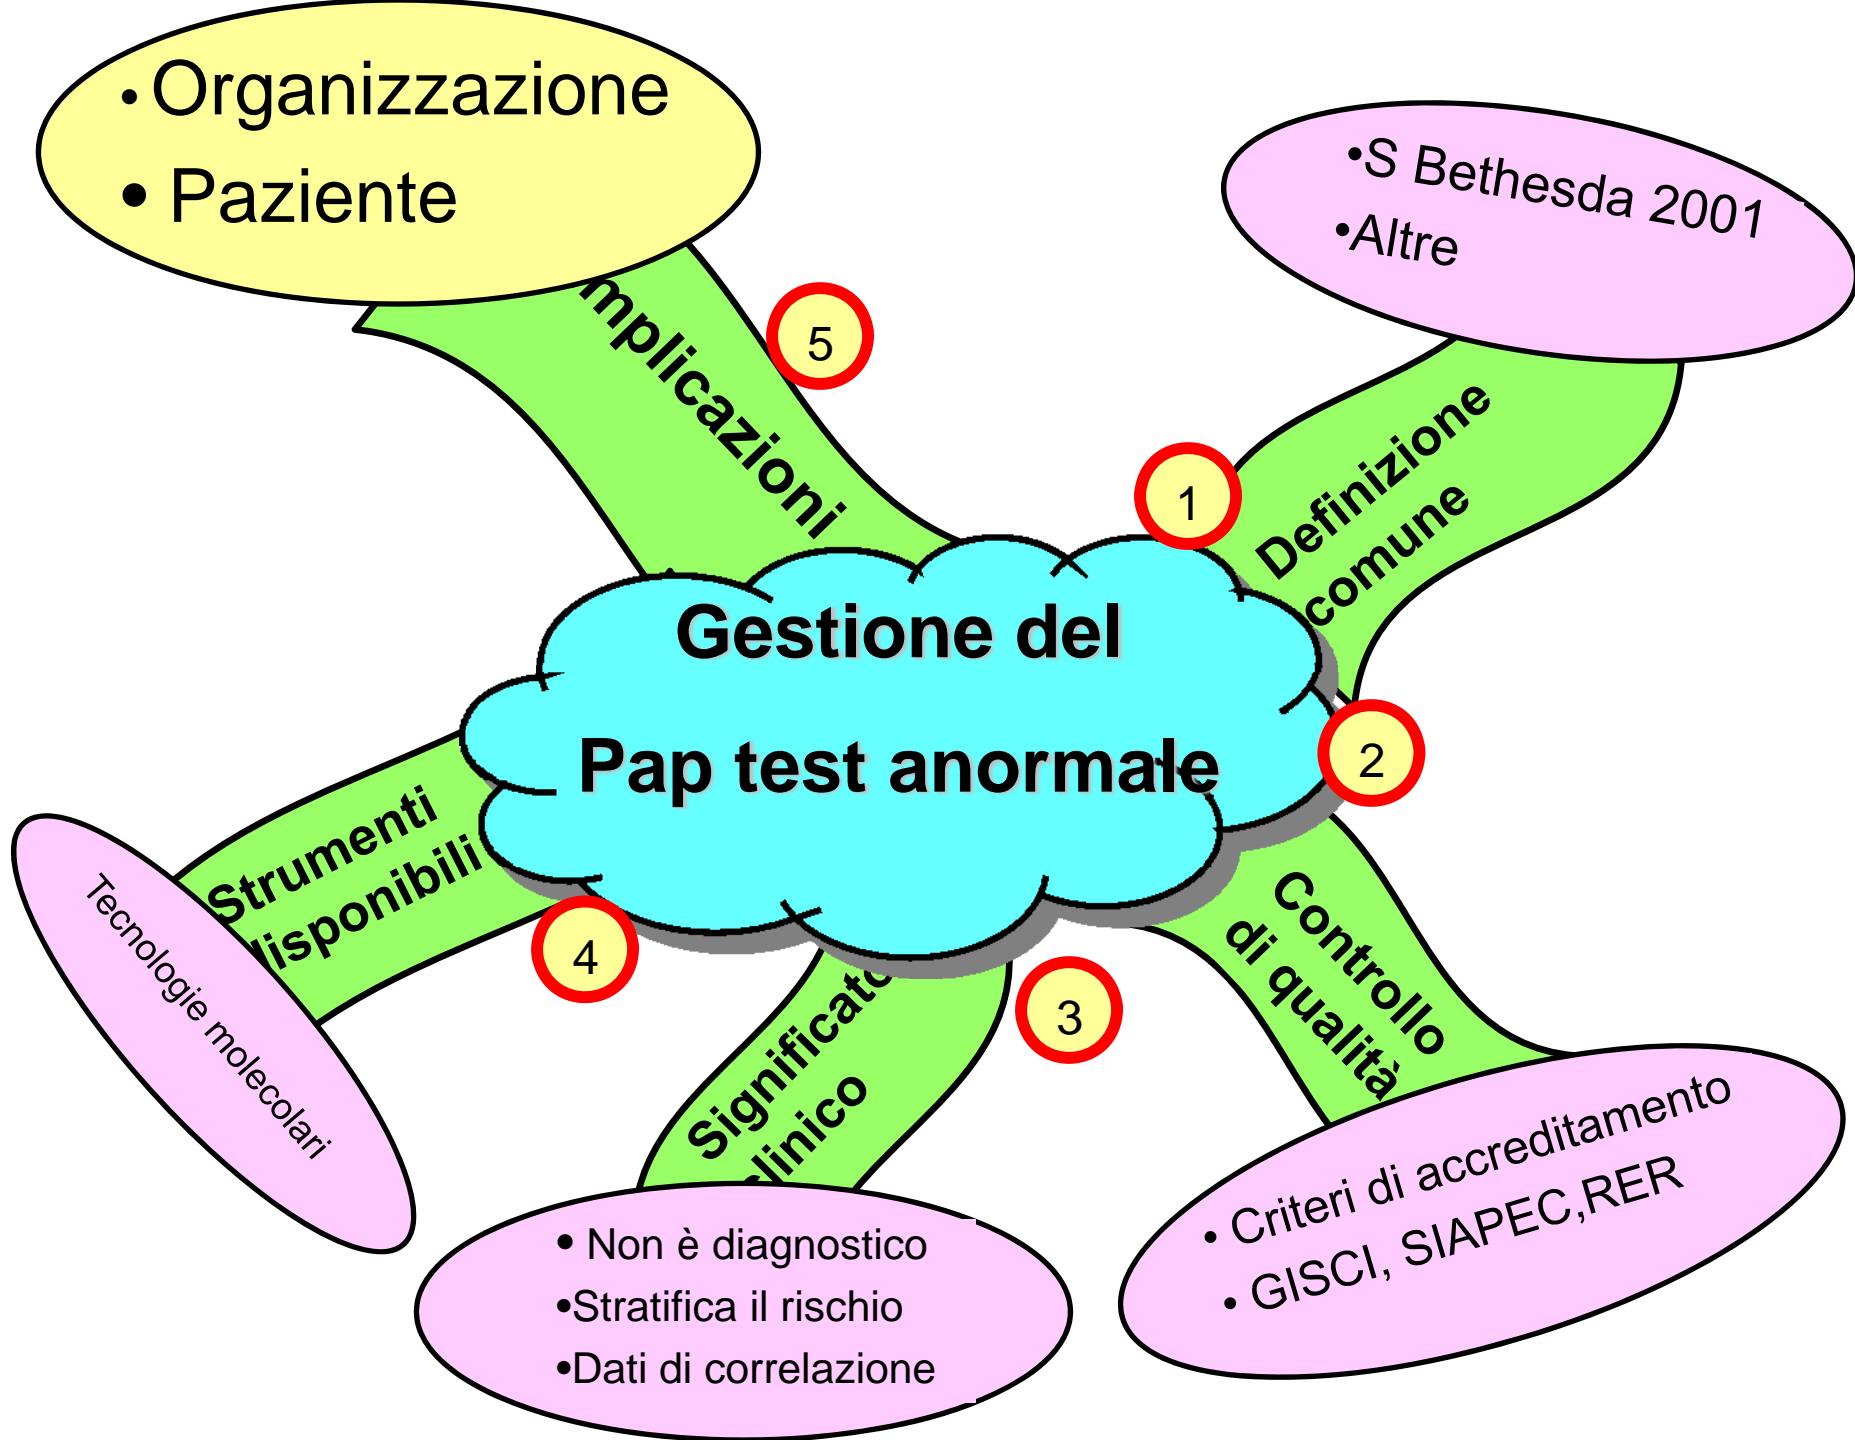 • Organizzazione
• Paziente
mplicazioni
5
•S Bethesda 2001
•Altre
1
Definizione
comune
Gestione del
Pap test anormale
2
Controllo
di qualità
• Criteri di accreditamento
• GISCI, SIAPEC,RER
3
Significato
linico
• Non è diagnostico
•Stratifica il rischio
•Dati di correlazione
4
Strumenti
isponibili
Tecnologie molecolari